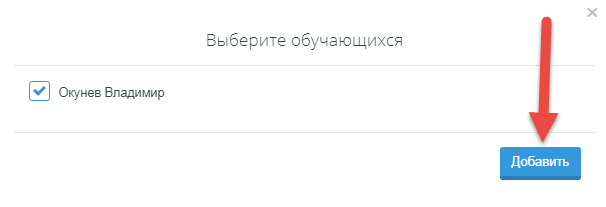 Выберите обучающихся
Окунев Владимир
Добавить